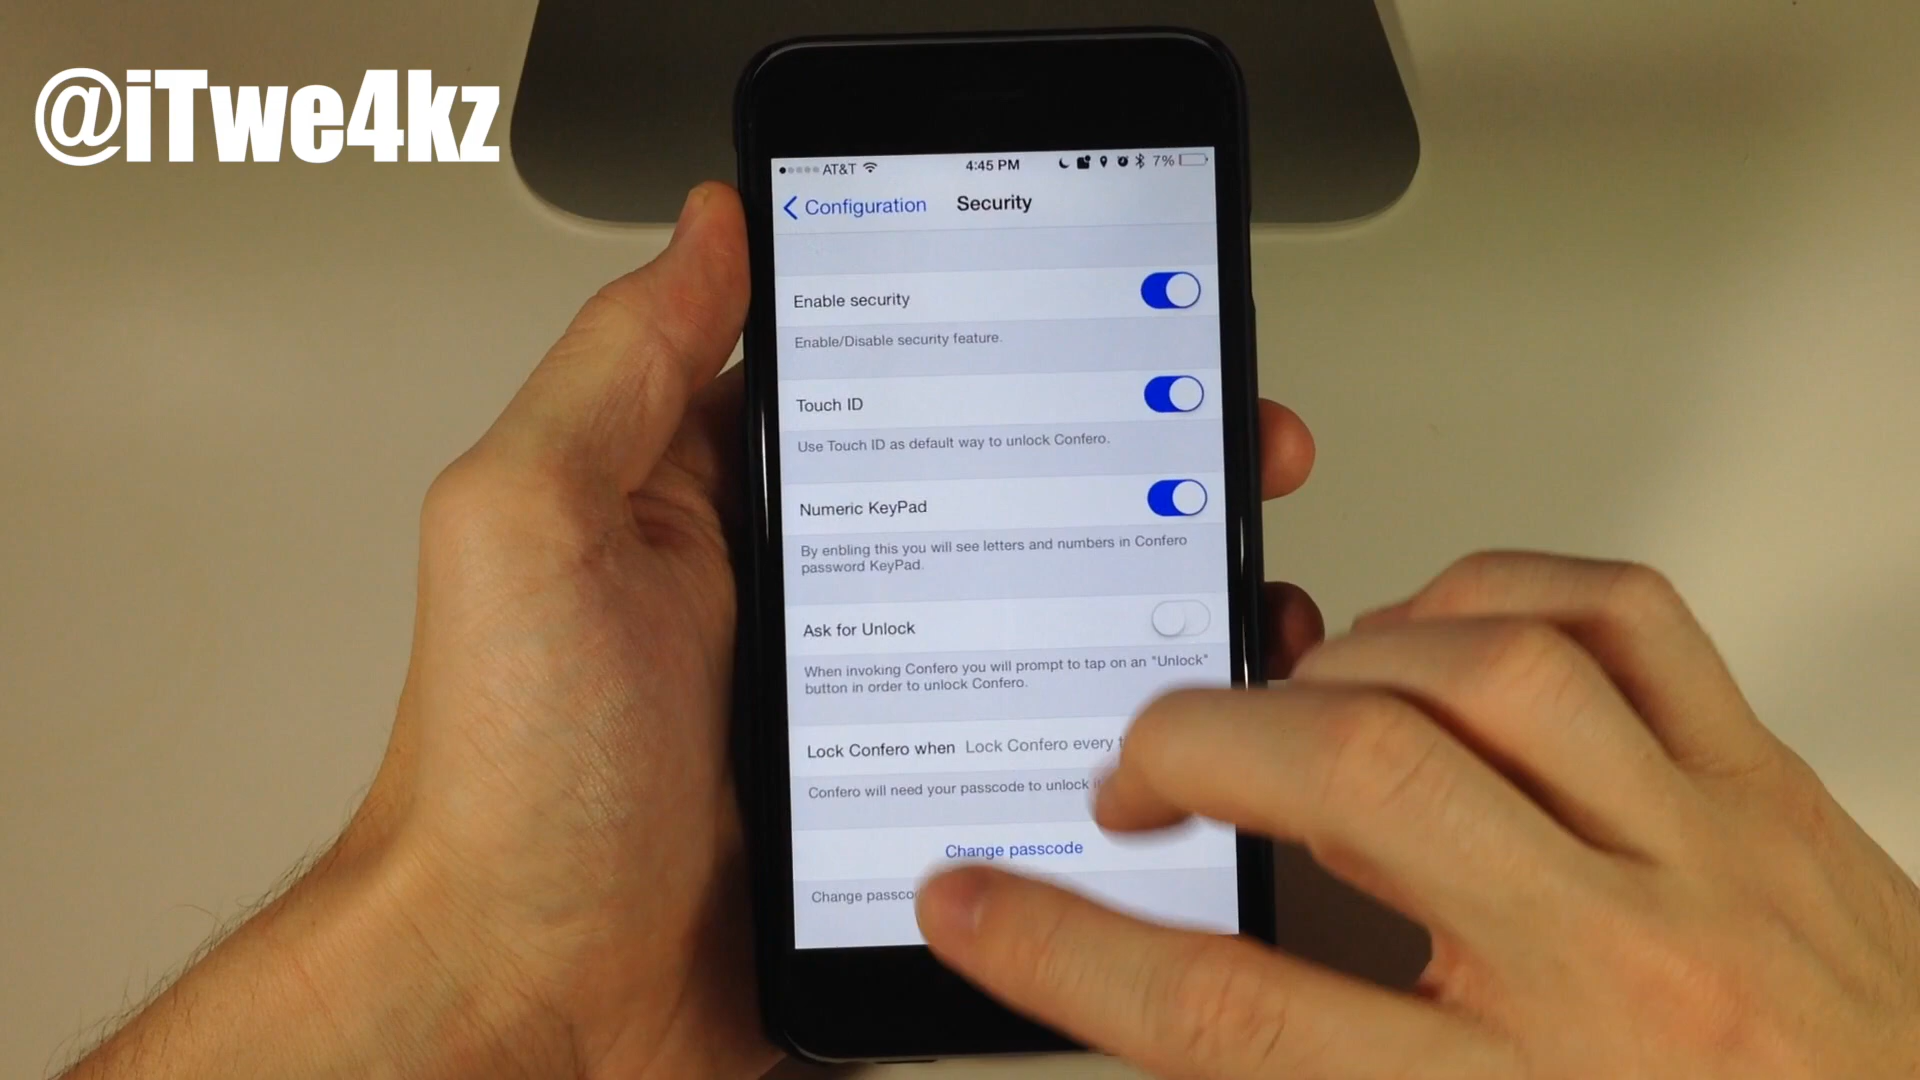 @iTwe4kz
AT&T 4:45 PM 7%
Configuration Security
Enable security
Enable/Disable security feature.
Touch ID
Use Touch ID as default way to unlock Confero.
Numeric KeyPad
By enbling this you will see letters and numbers in Confero
password KeyPad.
Ask for Unlock
When invoking Confero you will prompt to tap on an "Unlock"
button in order to unlock Confero.
Lock Confero when Lock Confero every
Confero will need your passcode to unlock
Change passcode
Change